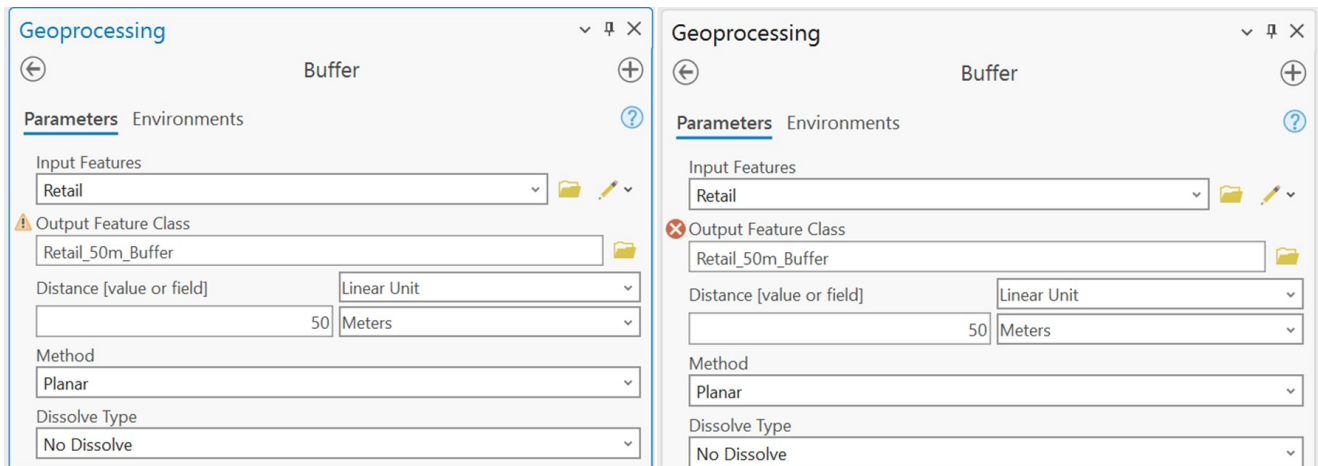 Geoprocessing
Buffer
Parameters Environments
Input Features
Retail
Output Feature Class
Retail_50m_Buffer
Distance [value or field] Linear Unit
50 Meters
Method
Planar
Dissolve Type
No Dissolve
Geoprocessing
Buffer
Parameters Environments
Input Features
Retail
Output Feature Class
Retail_50m_Buffer
Distance [value or field] Linear Unit
50 Meters
Method
Planar
Dissolve Type
No Dissolve